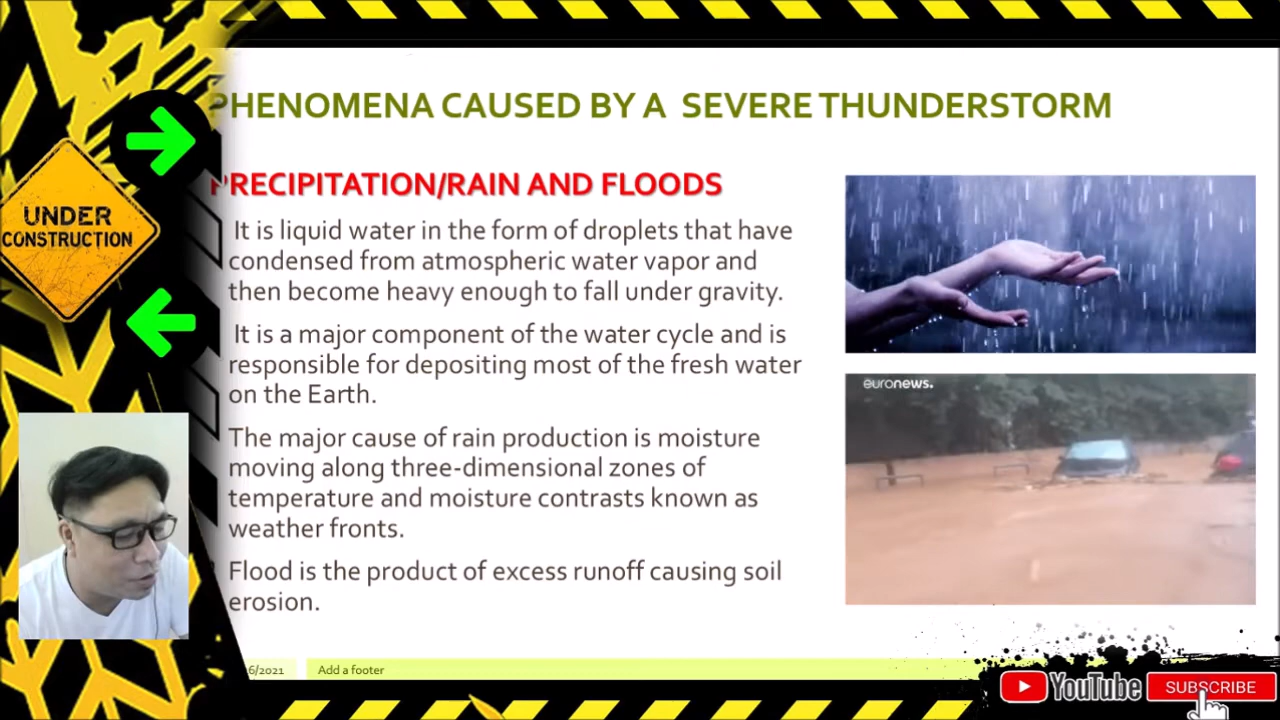 PHENOMENA CAUSED BY A SEVERE THUNDERSTORM
UNDER
CONSTRUCTION
PRECIPITATION/RAIN AND FLOODS
It is liquid water in the form of droplets that have
condensed from atmospheric water vapor and
then become heavy enough to fall under gravity.
It is a major component of the water cycle and is
responsible for depositing most of the fresh water
on the Earth.
The major cause of rain production is moisture
moving along three-dimensional zones of
temperature and moisture contrasts known as
weather fronts.
Flood is the product of excess runoff causing soil
erosion.
euronews.
6/2021
Add a footer
YouTube
SUBSCRIBE